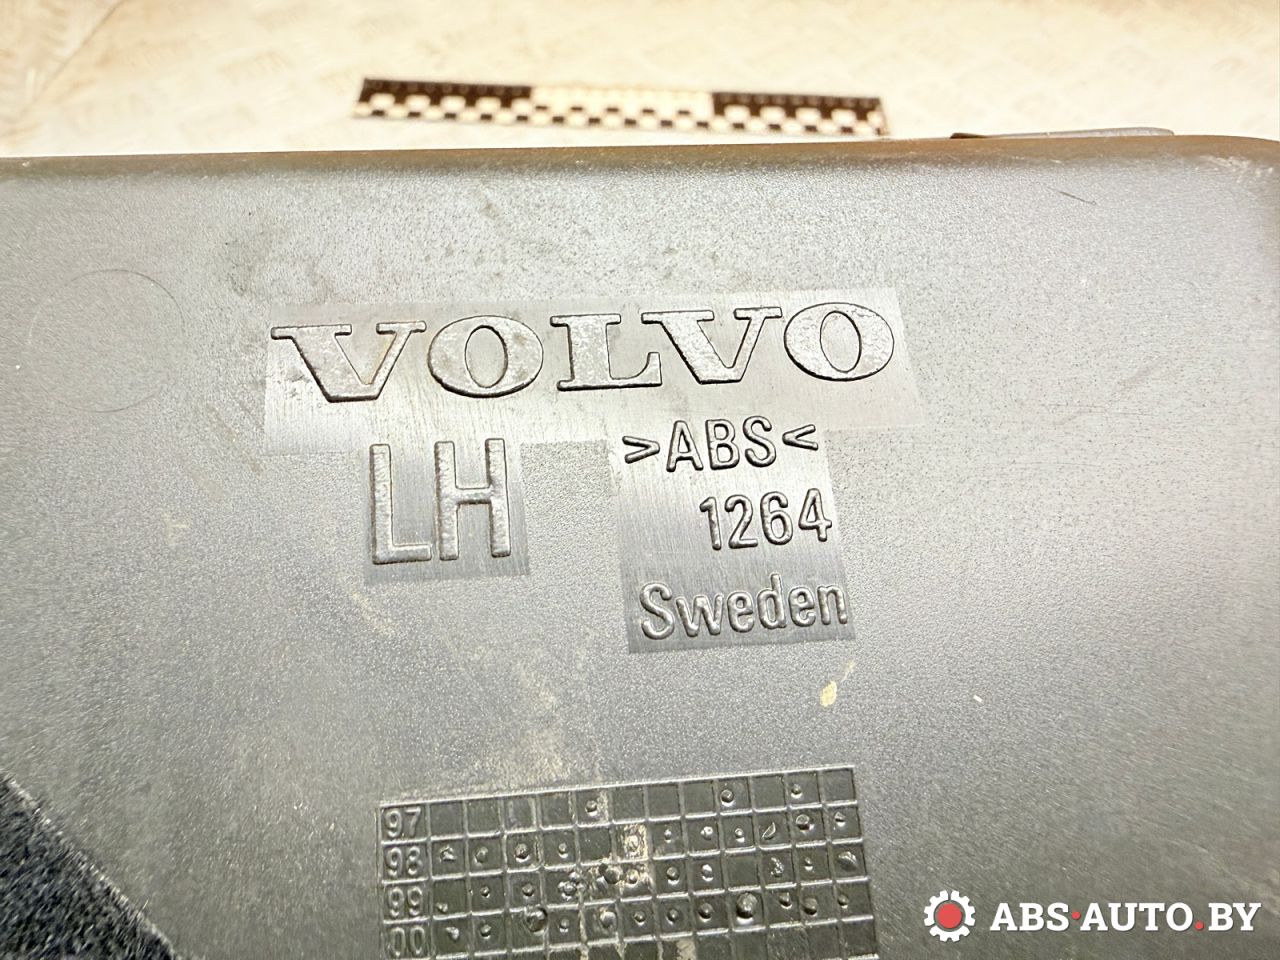 VOLVO
LH
>ABS<
1264
Sweden
97
98
99
00
ABS-AUTO.BY